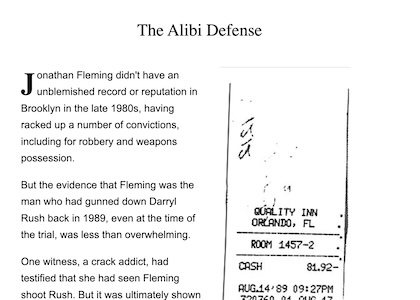 The Alibi Defense
Jonathan Fleming didn't have an
unblemished record or reputation in
Brooklyn in the late 1980s, having
racked up a number of convictions,
including for robbery and weapons
possession.
But the evidence that Fleming was the
man who had gunned down Darryl
Rush back in 1989, even at the time of
the trial, was less than overwhelming.
One witness, a crack addict, had
testified that she had seen Fleming
shoot Rush. But it was ultimately shown
QUALITY INN
ORLANDO, FL
ROOM 1457-2
CASH 81.92-
AUG.14'89 09:27PM